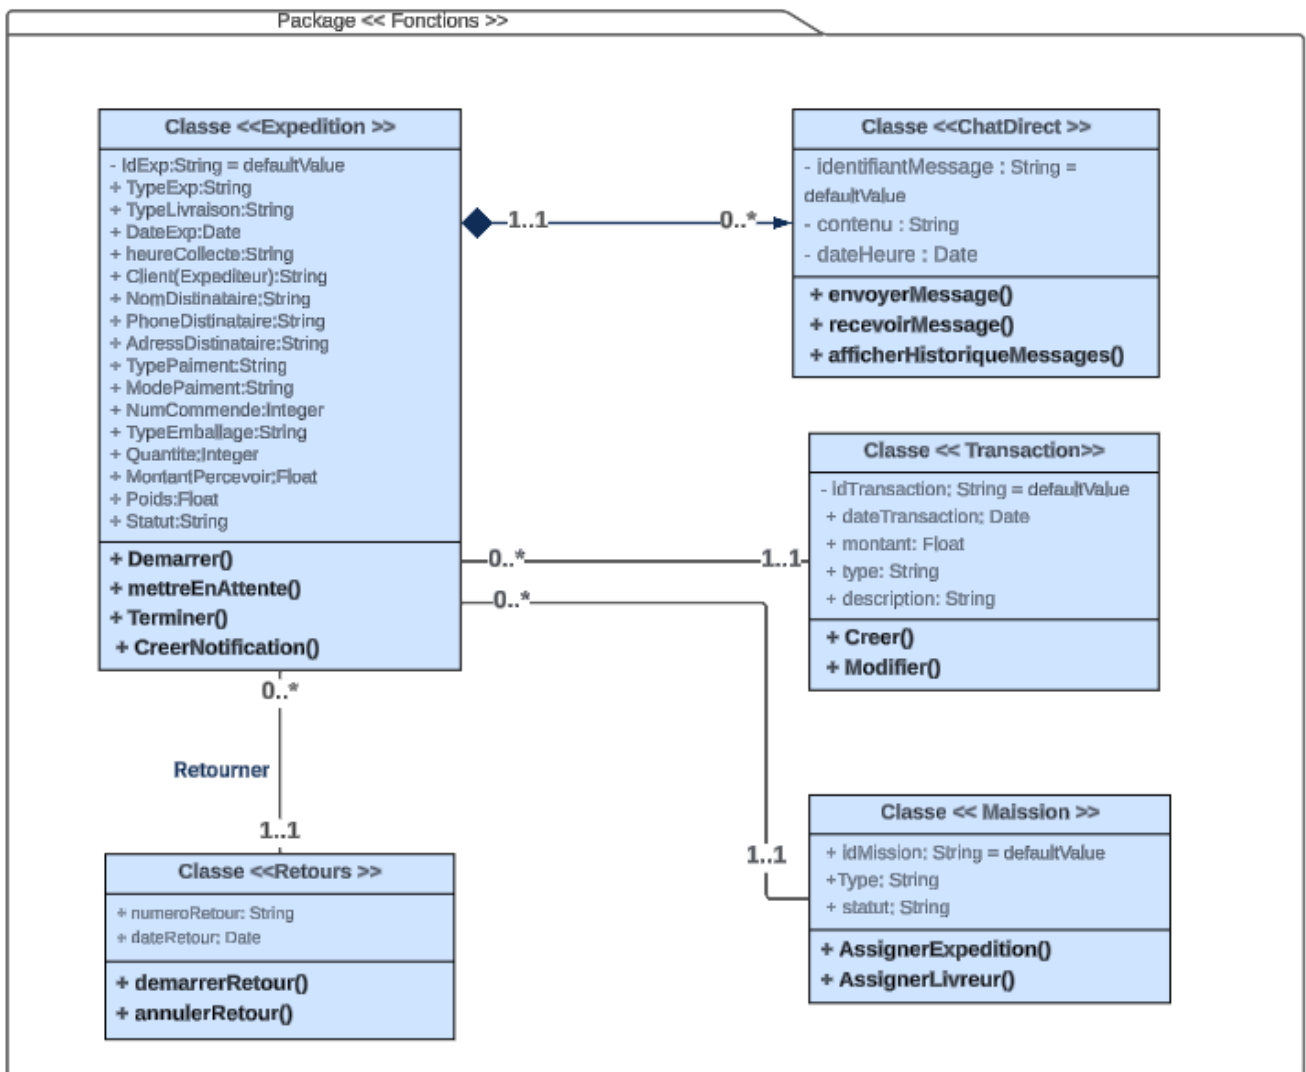 Package << Fonctions >>
Classe <<Expedition >>
- IdExp:String = defaultValue
+ TypeExp:String
+ TypeLivraison:String
+ DateExp:Date
+ heureCollecte:String
+ Client(Expediteur):String
+ NomDistinataire:String
+ PhoneDistinataire:String
+ AdressDistinataire:String
+ TypePaiment:String
+ ModePaiment:String
+ NumCommende:Integer
+ TypeEmballage:String
+ Quantite:Integer
+ MontantPercevoir:Float
+ Poids:Float
+ Statut:String
+ Demarrer()
+ mettreEnAttente()
+ Terminer()
+ CreerNotification()
1..1
0..*
Classe <<ChatDirect >>
- identifiantMessage : String =
defaultValue
- contenu : String
- dateHeure : Date
+ envoyerMessage()
+ recevoirMessage()
+ afficherHistoriqueMessages()
0..*
1..1
Classe << Transaction>>
- idTransaction: String = defaultValue
+ dateTransaction: Date
+ montant: Float
+ type: String
+ description: String
+ Creer()
+ Modifier()
0..*
1..1
Classe << Maission >>
+ idMission: String = defaultValue
+Type: String
+ statut: String
+ AssignerExpedition()
+ AssignerLivreur()
0..*
Retourner
1..1
Classe <<Retours >>
+ numeroRetour: String
+ dateRetour: Date
+ demarrerRetour()
+ annulerRetour()